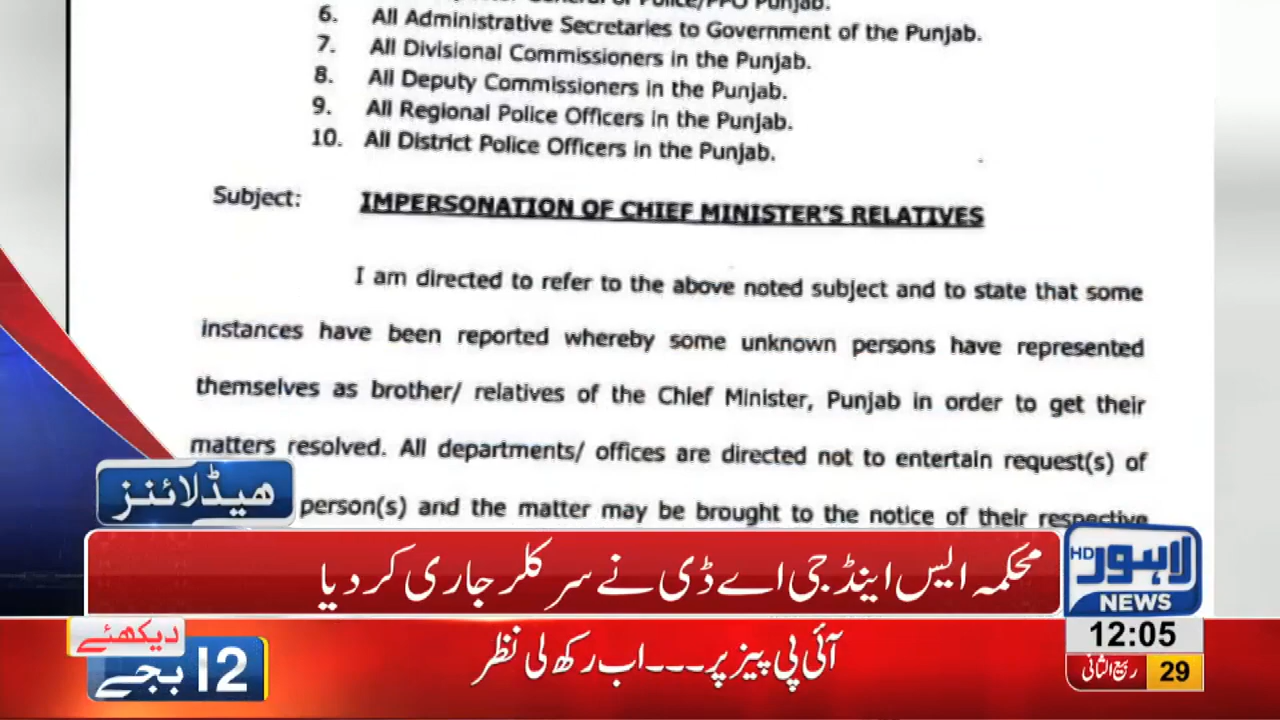 General of Police/PPO Punjab.
6. All Administrative Secretaries to Government of the Punjab.
7. All Divisional Commissioners in the Punjab.
8. All Deputy Commissioners in the Punjab.
9. All Regional Police Officers in the Punjab.
10. All District Police Officers in the Punjab.
Subject: IMPERSONATION OF CHIEF MINISTER'S RELATIVES
I am directed to refer to the above noted subject and to state that some
instances have been reported whereby some unknown persons have represented
themselves as brother/ relatives of the Chief Minister, Punjab in order to get their
matters resolved. All departments/ offices are directed not to entertain request(s) of
person(s) and the matter may be brought to the notice of their respective
ہیڈلائنز
محکمہ ایس اینڈ جی اے ڈی نے سرکلر جاری کر دیا
HD لاہور
NEWS
12:05
29 ربیع الثانی
دیکھئے
12 بجے
آئی پی پیز پر ۔۔۔ اب رکھ لی نظر